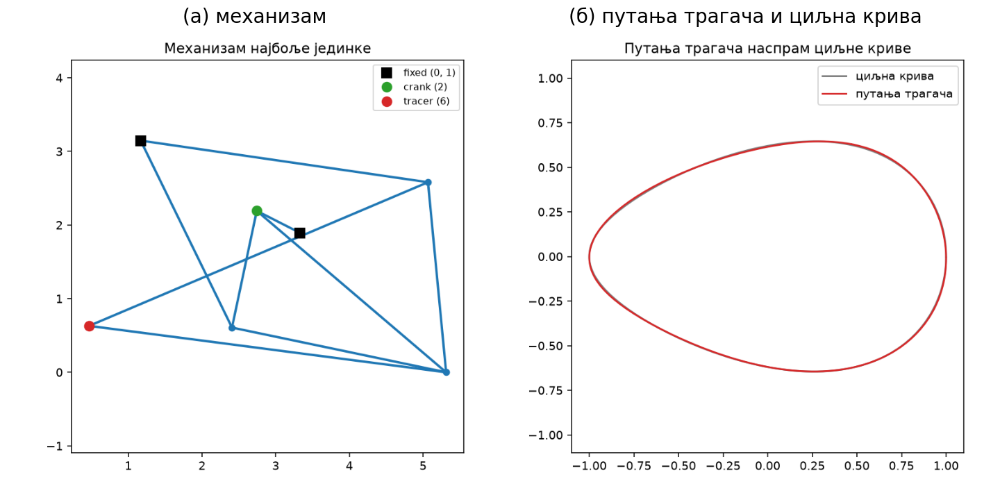 (а) механизам
(б) путања трагача и циљна крива
Механизам најбоље јединке
fixed (0, 1)
crank (2)
tracer (6)
4
3
2
1
0
−1
1
2
3
4
5
Путања трагача наспрам циљне криве
циљна крива
путања трагача
1.00
0.75
0.50
0.25
0.00
−0.25
−0.50
−0.75
−1.00
−1.00 −0.75 −0.50 −0.25 0.00 0.25 0.50 0.75 1.00